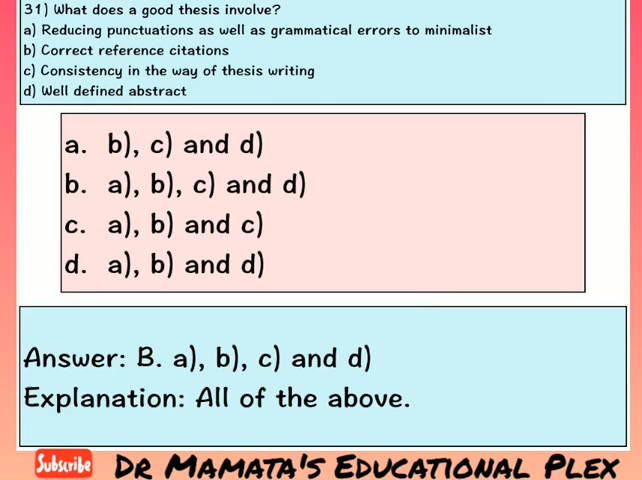 31) What does a good thesis involve?
a) Reducing punctuations as well as grammatical errors to minimalist
b) Correct reference citations
c) Consistency in the way of thesis writing
d) Well defined abstract
a. b), c) and d)
b. a), b), c) and d)
c. a), b) and c)
d. a), b) and d)
Answer: B. a), b), c) and d)
Explanation: All of the above.
Subscribe Dr Mamata's Educational Plex